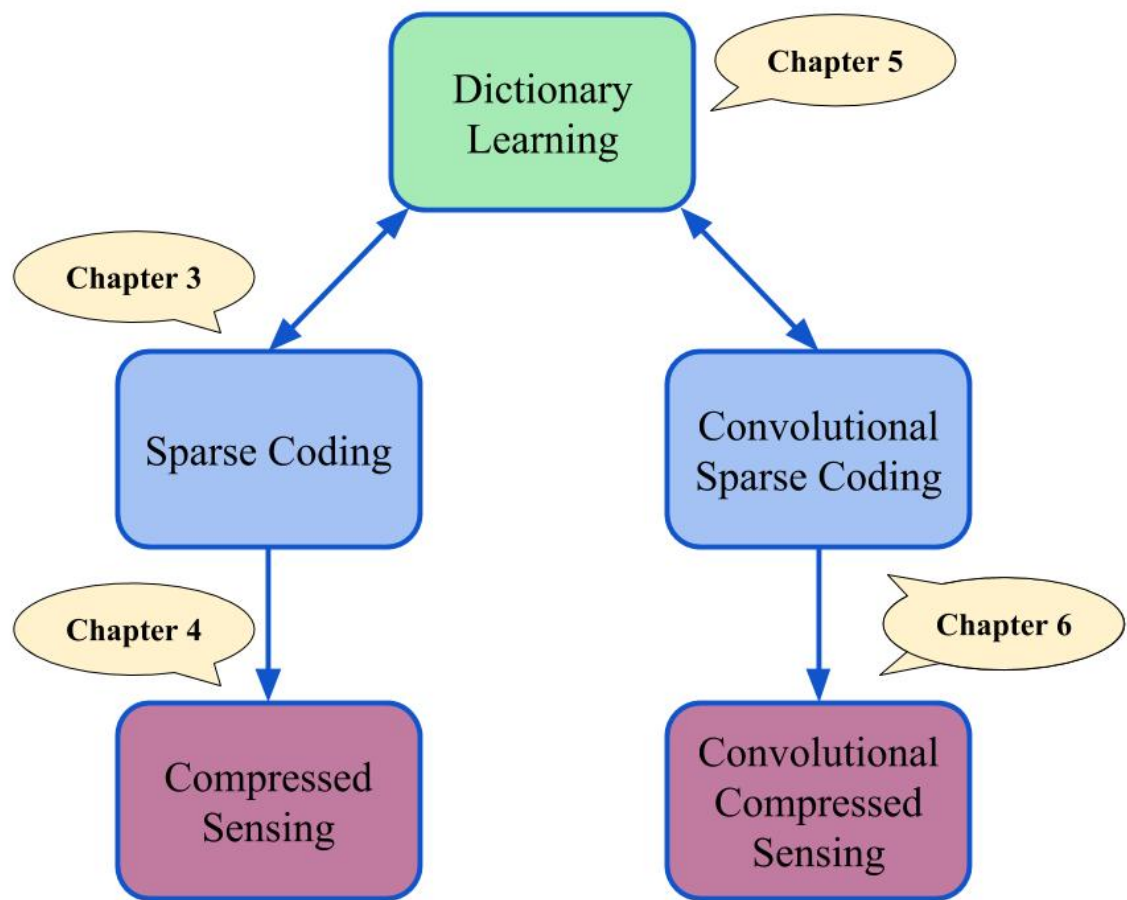 Dictionary
Learning
Chapter 5
Chapter 3
Sparse Coding
Convolutional
Sparse Coding
Chapter 4
Chapter 6
Compressed
Sensing
Convolutional
Compressed
Sensing